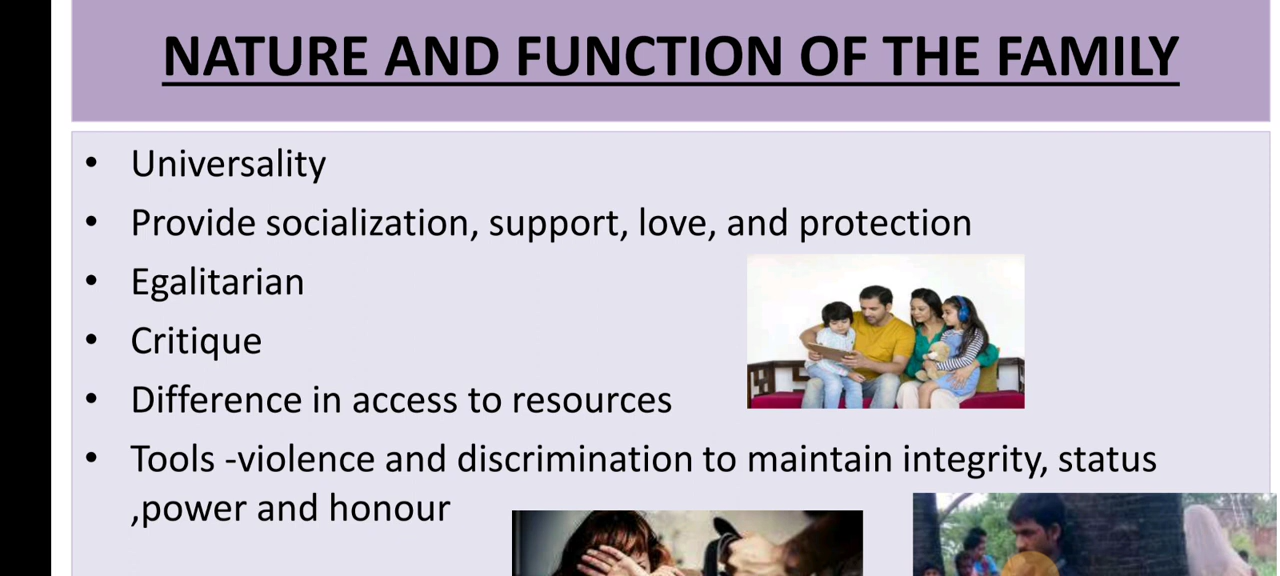 NATURE AND FUNCTION OF THE FAMILY
• Universality
• Provide socialization, support, love, and protection
• Egalitarian
• Critique
• Difference in access to resources
• Tools -violence and discrimination to maintain integrity, status
,power and honour